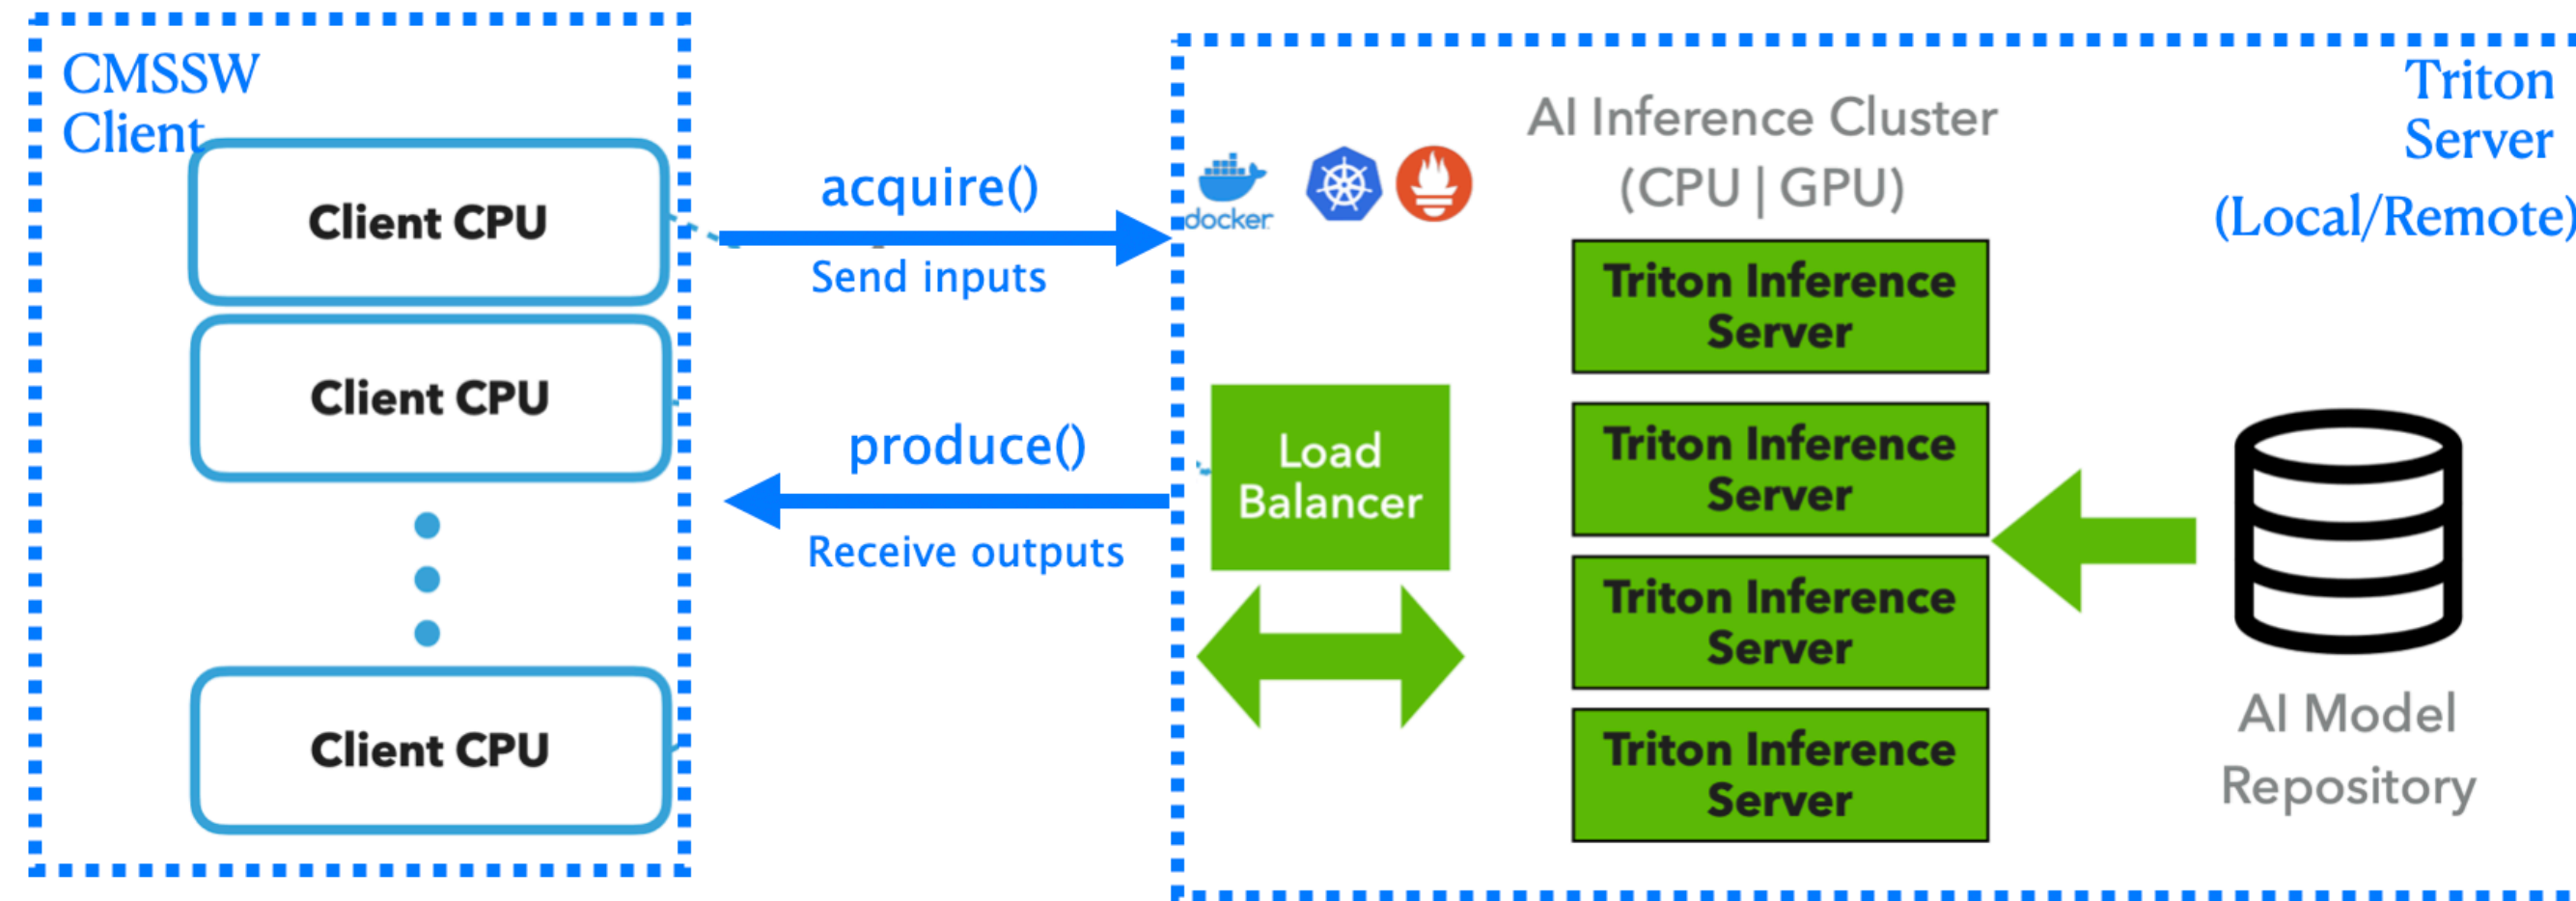 CMSSW
Client
Client CPU
Client CPU
Client CPU
acquire()
Send inputs
produce()
Receive outputs
docker
AI Inference Cluster
(CPU | GPU)
Load
Balancer
Triton Inference
Server
Triton Inference
Server
Triton Inference
Server
Triton Inference
Server
Triton
Server
(Local/Remote)
AI Model
Repository